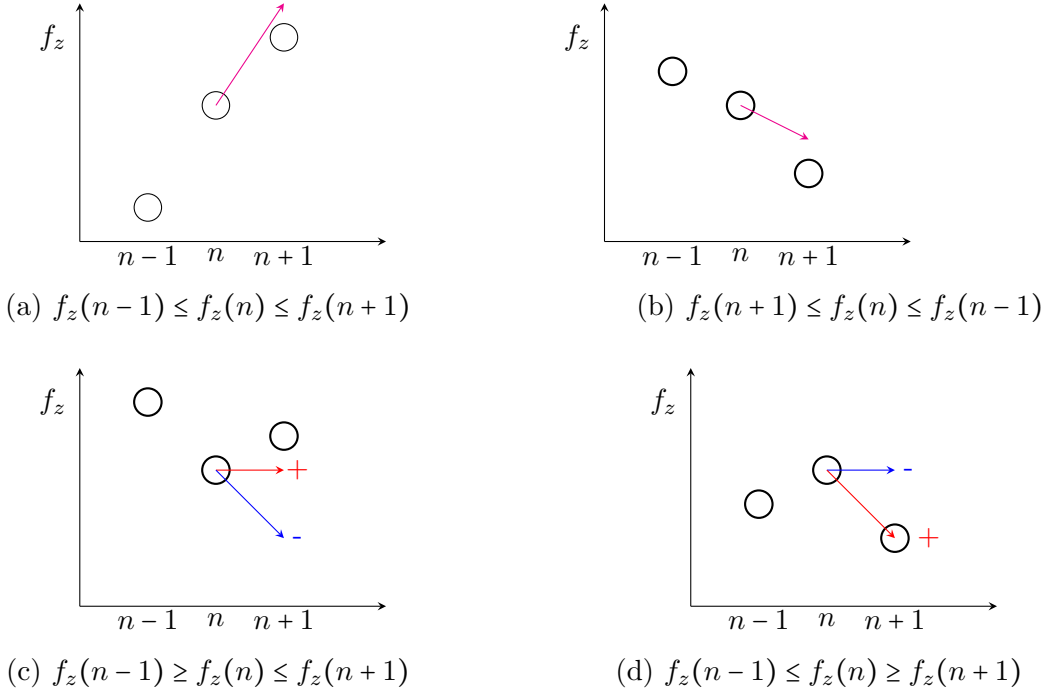 f_z
n − 1 n n + 1
(a) f_z(n − 1) ≤ f_z(n) ≤ f_z(n + 1)
f_z
n − 1 n n + 1
(b) f_z(n + 1) ≤ f_z(n) ≤ f_z(n − 1)
f_z
+
-
n − 1 n n + 1
(c) f_z(n − 1) ≥ f_z(n) ≤ f_z(n + 1)
f_z
-
+
n − 1 n n + 1
(d) f_z(n − 1) ≤ f_z(n) ≥ f_z(n + 1)